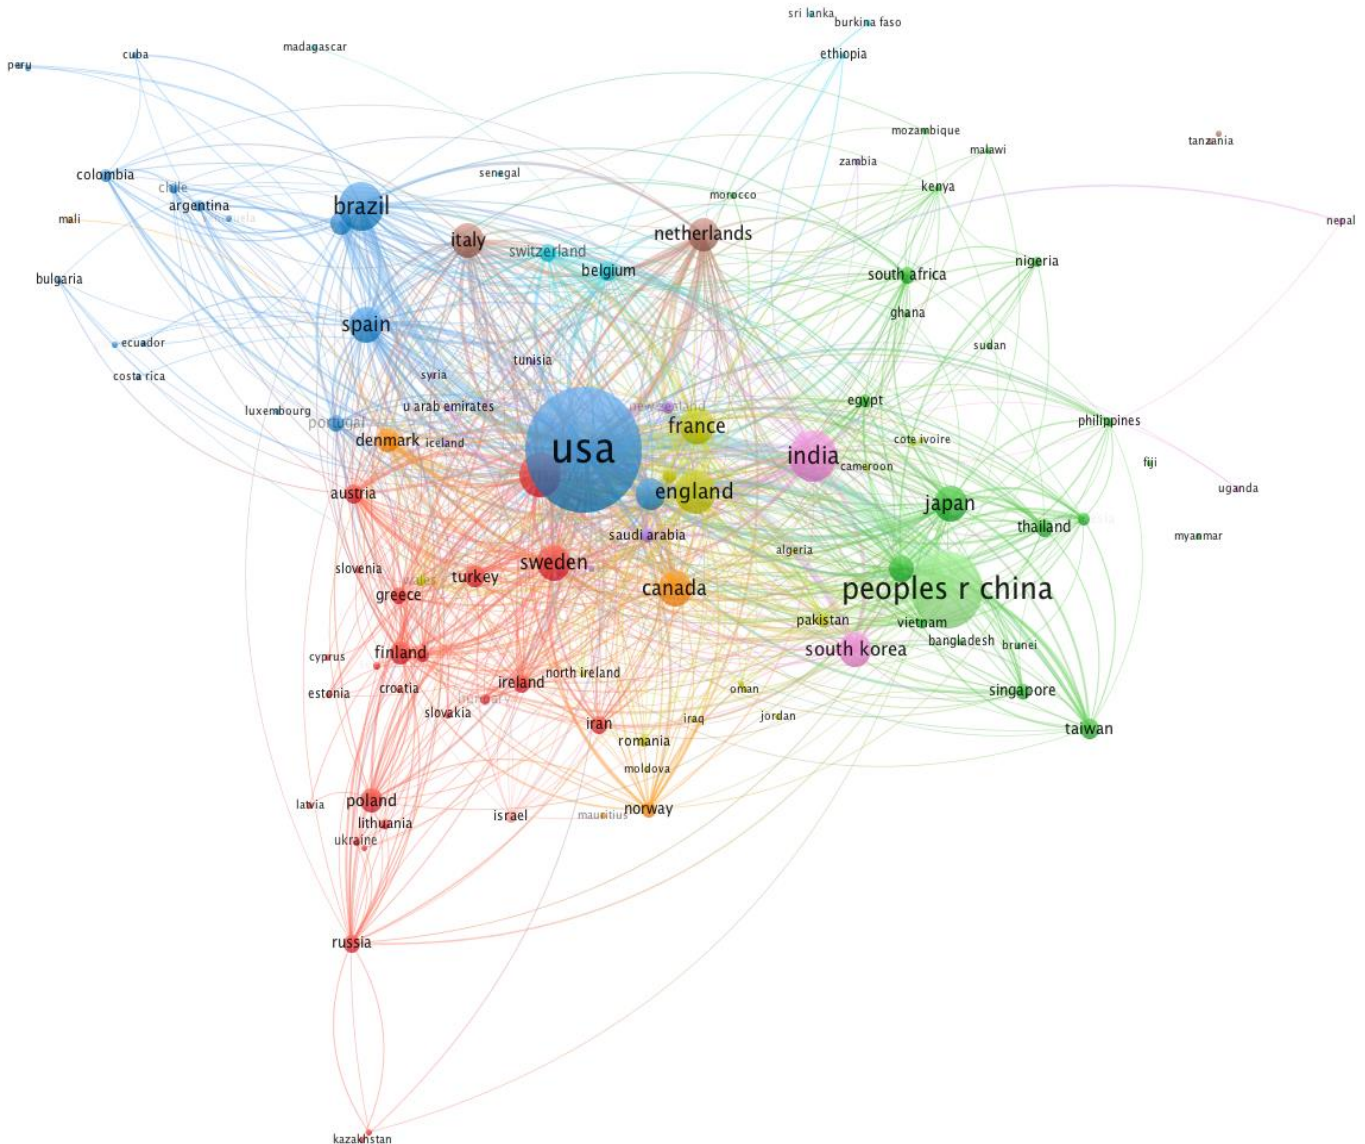 sri lanka
burkina faso
madagascar
cuba
ethiopia
peru
mozambique
tanzania
malawi
zambia
senegal
colombia
chile
kenya
morocco
argentina
brazil
mali
nepal
netherlands
italy
switzerland
nigeria
belgium
south africa
bulgaria
ghana
spain
ecuador
sudan
tunisia
costa rica
syria
egypt
u arab emirates
luxembourg
new zealand
portugal
philippines
france
denmark
iceland
cote ivoire
usa
india
cameroon
fiji
uganda
austria
england
japan
thailand
saudi arabia
myanmar
algeria
sweden
slovenia
turkey
wales
canada
peoples r china
greece
pakistan
vietnam
bangladesh
brunei
south korea
finland
cyprus
north ireland
ireland
croatia
oman
singapore
estonia
hungary
slovakia
jordan
iraq
iran
taiwan
romania
moldova
poland
latvia
norway
israel
mauritius
lithuania
ukraine
russia
kazakhstan